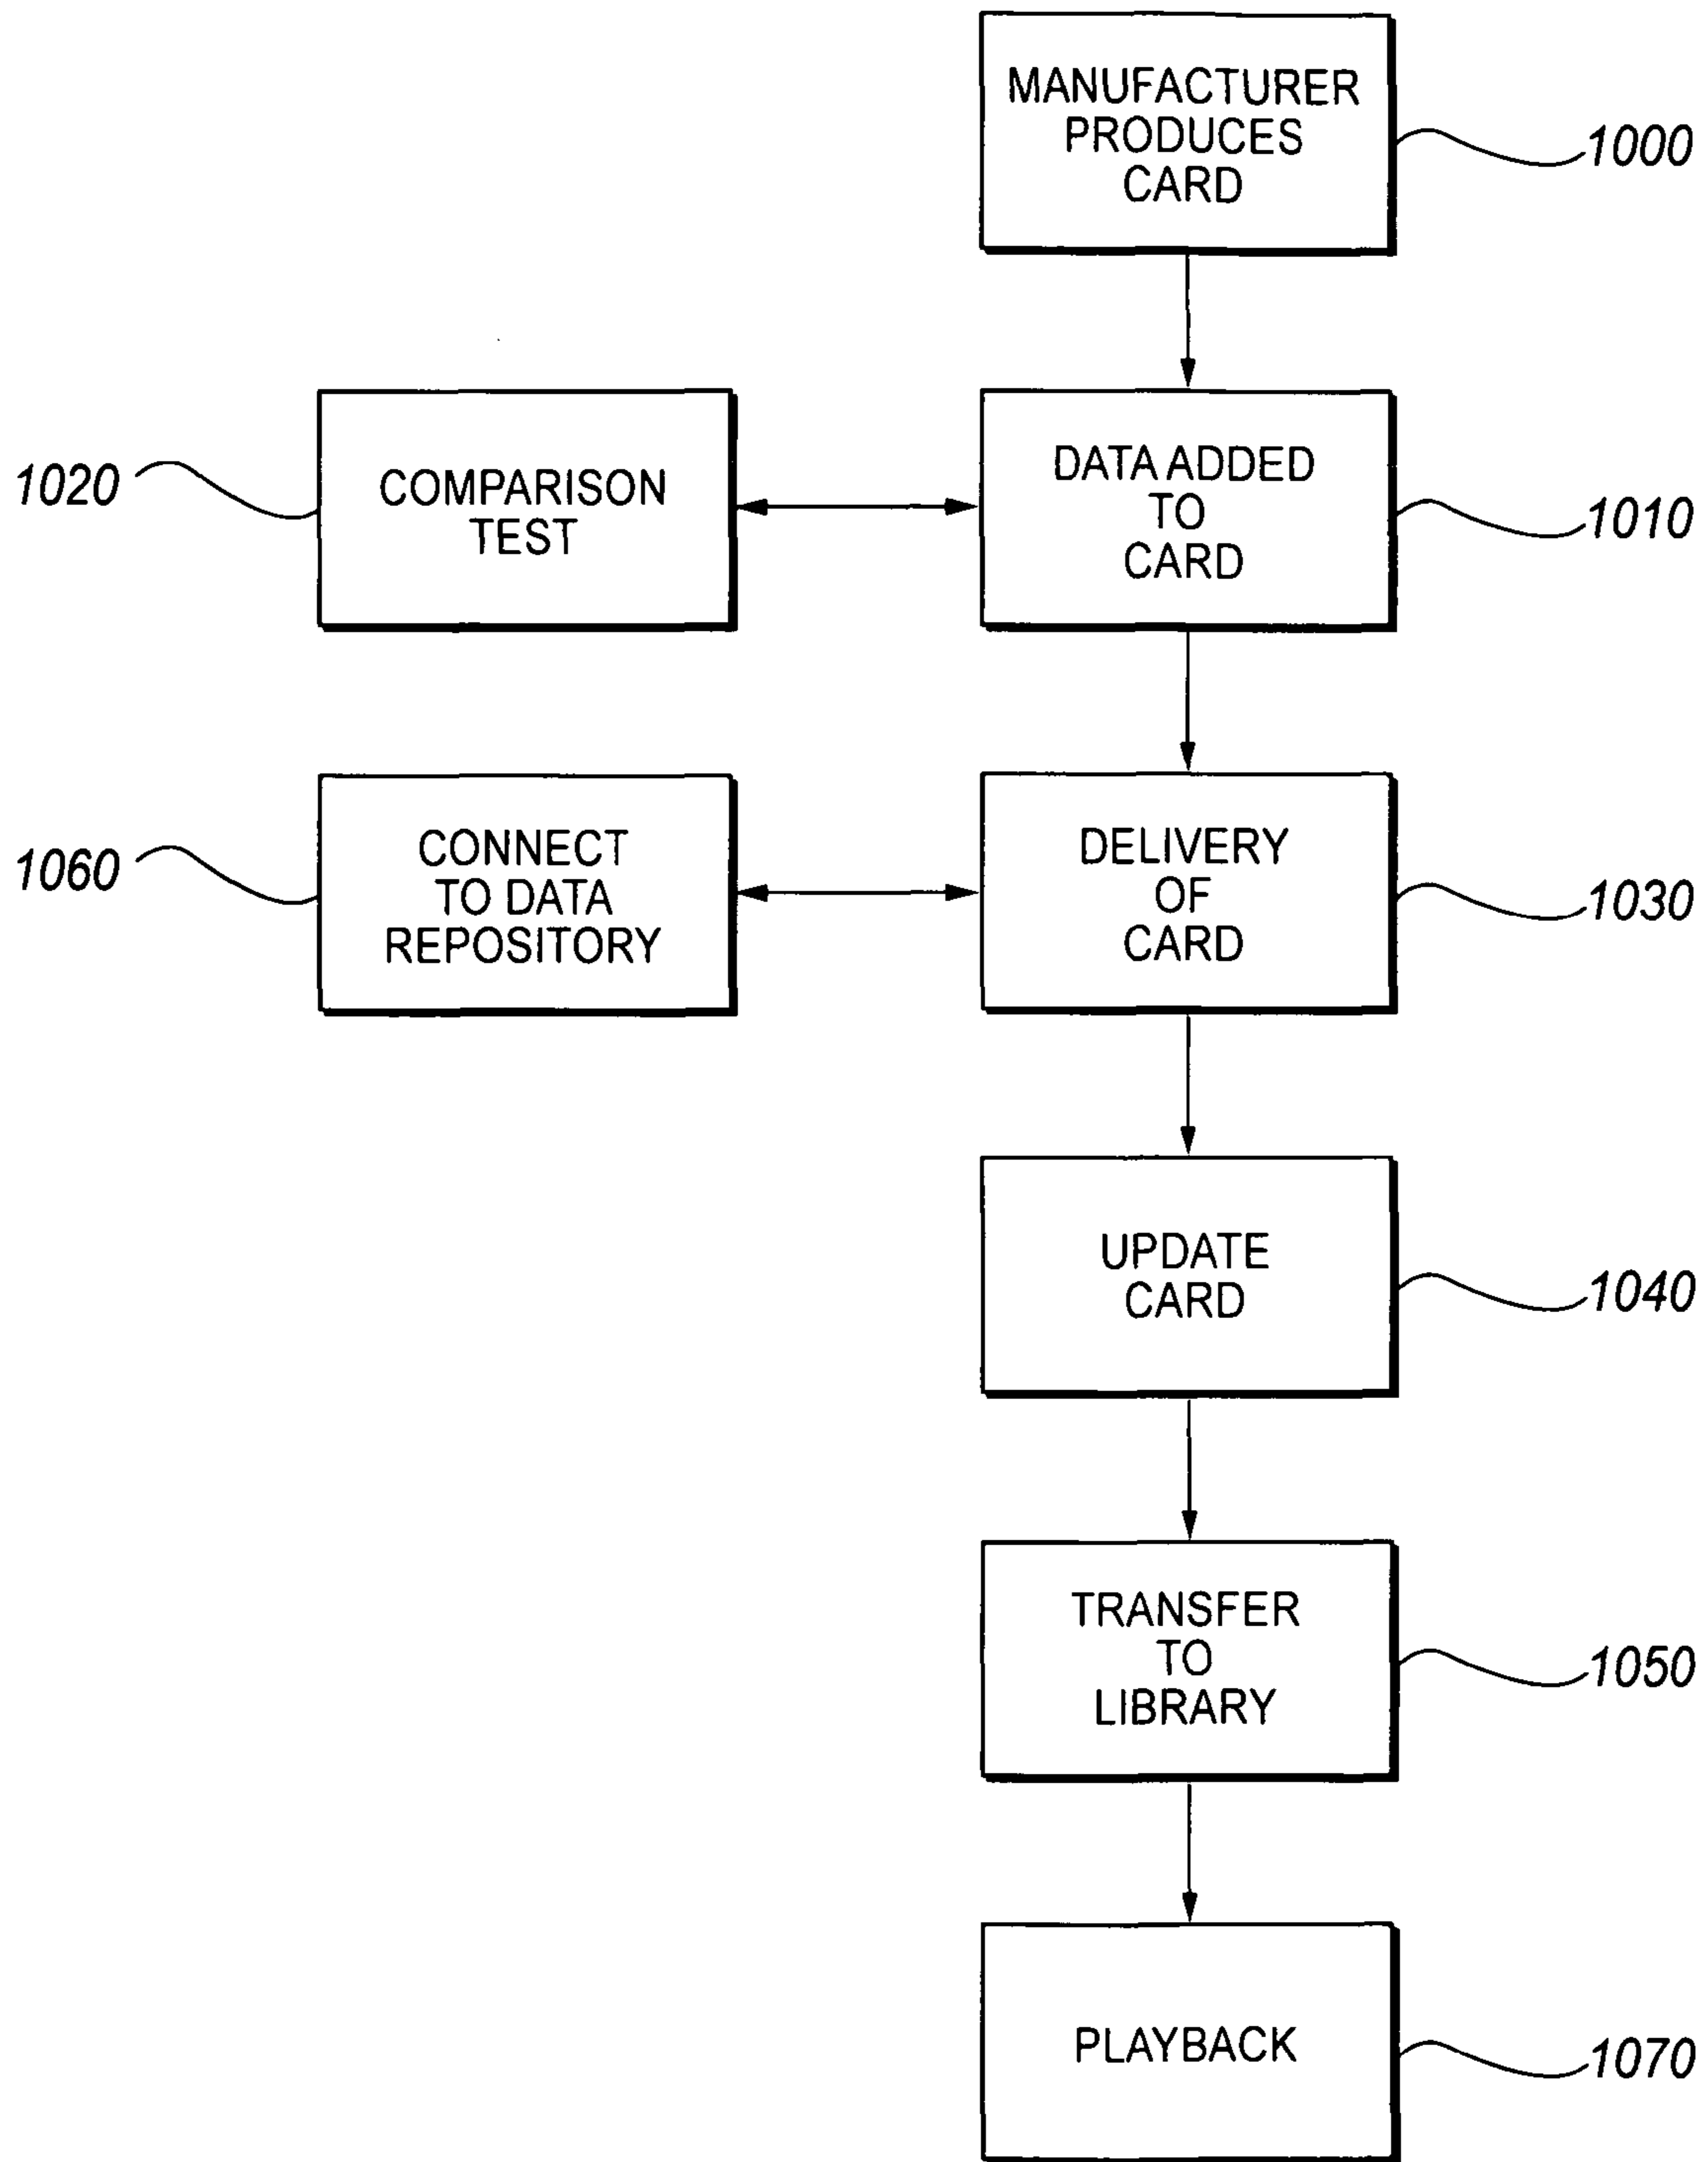 MANUFACTURER
PRODUCES
CARD
1000
1020
COMPARISON
TEST
DATA ADDED
TO
CARD
1010
1060
CONNECT
TO DATA
REPOSITORY
DELIVERY
OF
CARD
1030
UPDATE
CARD
1040
TRANSFER
TO
LIBRARY
1050
PLAYBACK
1070